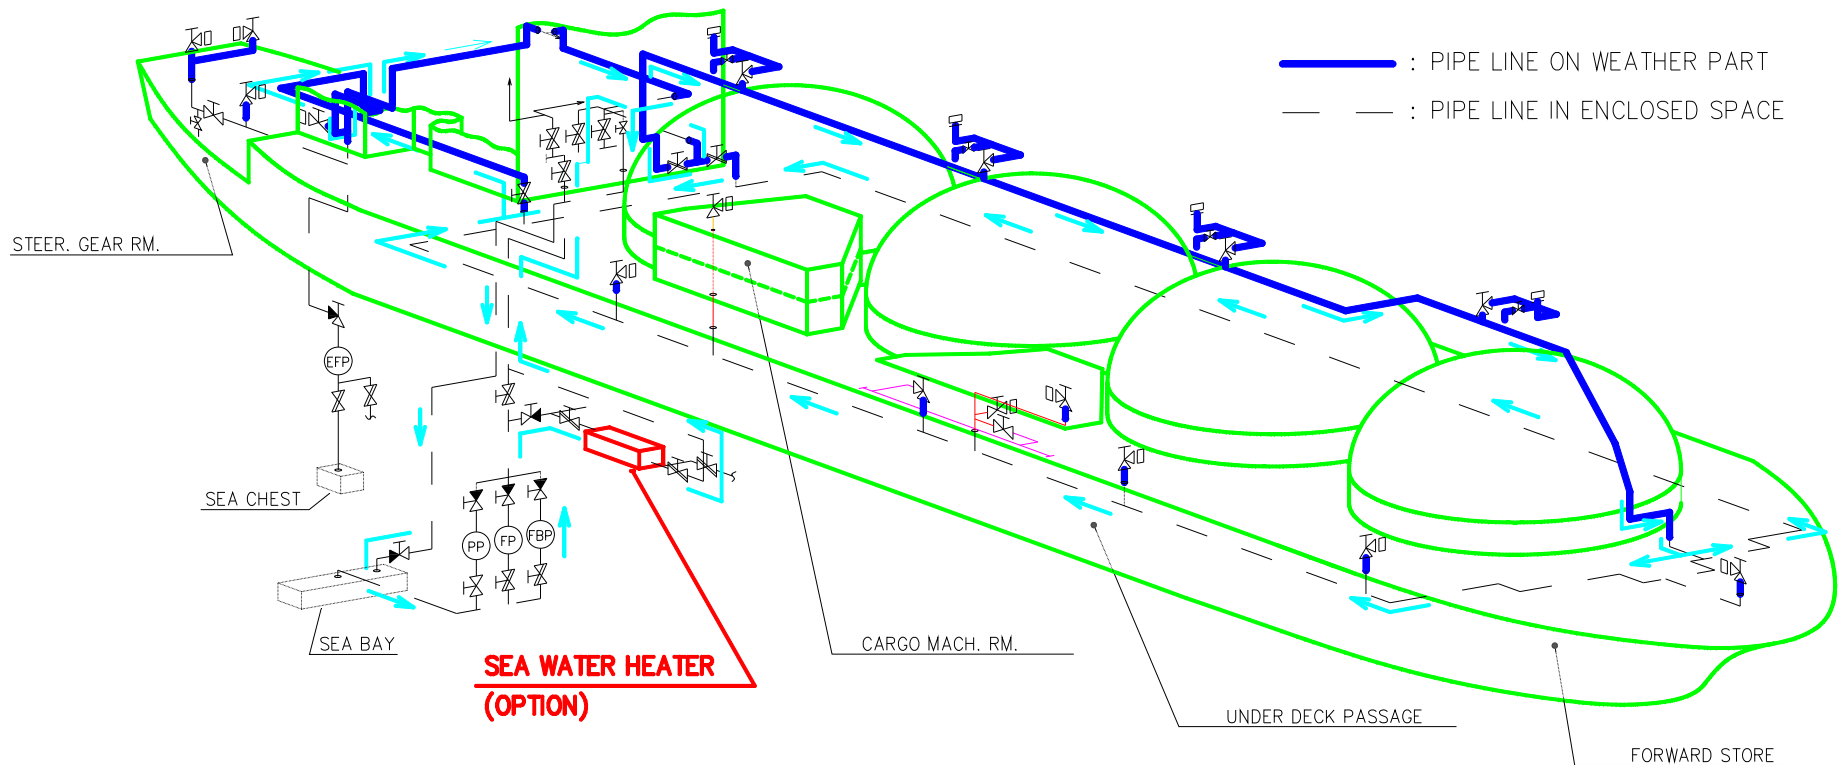 : PIPE LINE ON WEATHER PART
: PIPE LINE IN ENCLOSED SPACE
STEER. GEAR RM.
EFP
SEA CHEST
PP
FP
FBP
SEA BAY
CARGO MACH. RM.
SEA WATER HEATER
(OPTION)
UNDER DECK PASSAGE
FORWARD STORE